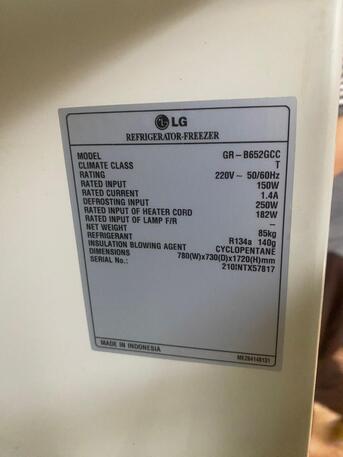 LG
REFRIGERATOR-FREEZER
MODEL GR-B652GCC
CLIMATE CLASS T
RATING 220V~ 50/60Hz
RATED INPUT 150W
RATED CURRENT 1.4A
DEFROSTING INPUT 250W
RATED INPUT OF HEATER CORD 182W
RATED INPUT OF LAMP F/R –
NET WEIGHT 85kg
REFRIGERANT R134a 140g
INSULATION BLOWING AGENT CYCLOPENTANE
DIMENSIONS 780(W)x730(D)x1720(H)mm
SERIAL No.: 210INTX57817
MADE IN INDONESIA